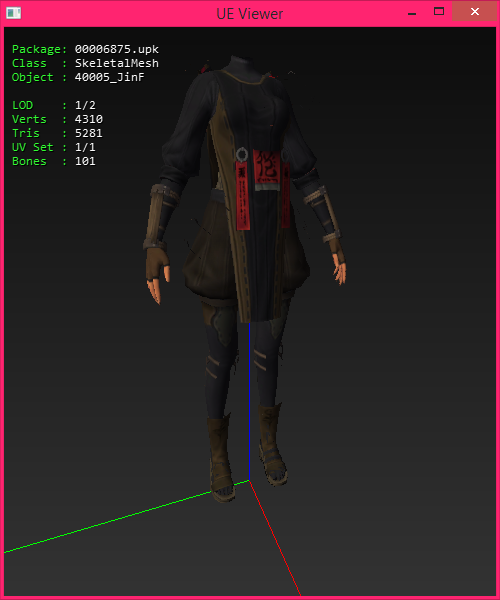 UE Viewer
Package: 00006875.upk
Class : SkeletalMesh
Object : 40005_JinF
LOD : 1/2
Verts : 4310
Tris : 5281
UV Set : 1/1
Bones : 101